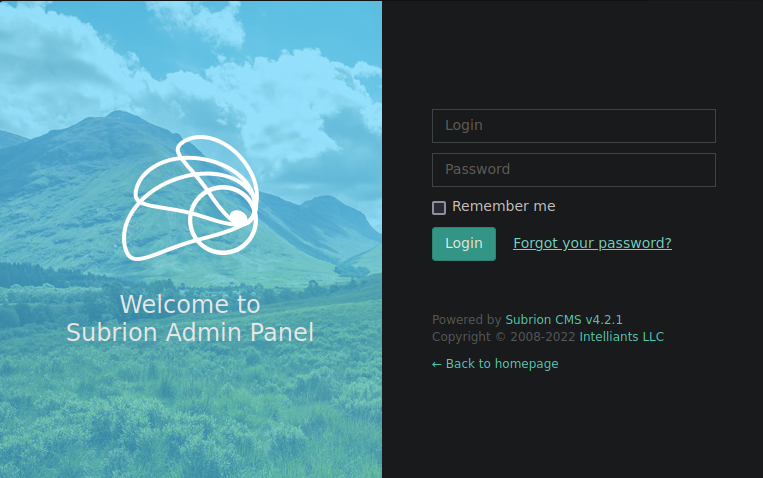 Welcome to
Subrion Admin Panel
Login
Password
Remember me
Login Forgot your password?
Powered by Subrion CMS v4.2.1
Copyright © 2008-2022 Intelliants LLC
← Back to homepage